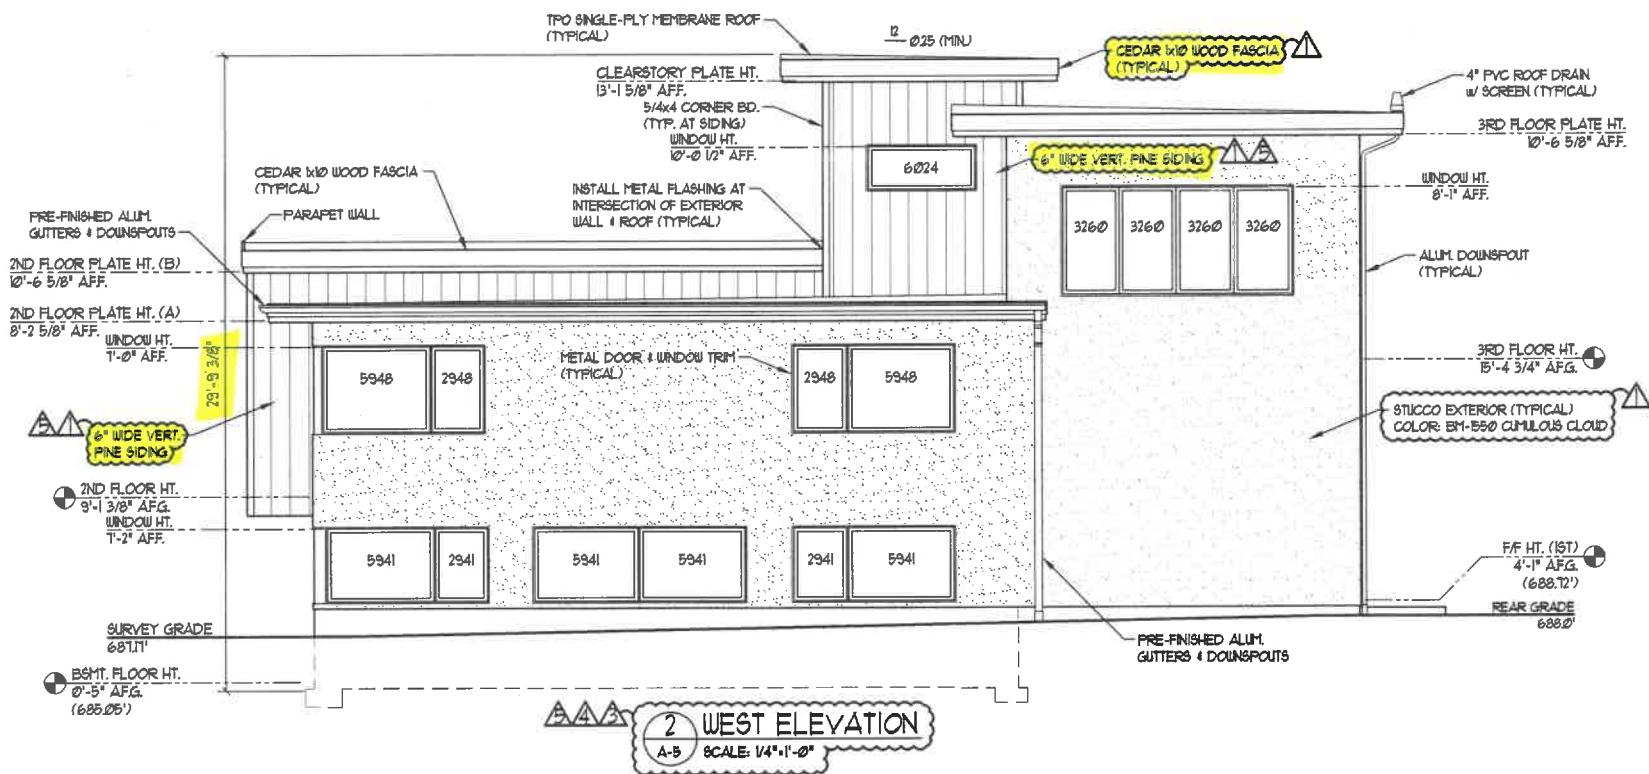 TPO SINGLE-PLY MEMBRANE ROOF
(TYPICAL)
12
0.25 (MIN.)
CEDAR 1x10 WOOD FASCIA
(TYPICAL)
1
4" PVC ROOF DRAIN
W/ SCREEN (TYPICAL)
CLEARSTORY PLATE HT.
13'-1 5/8" AFF.
5/4x4 CORNER BD.
(TYP. AT SIDING)
WINDOW HT.
10'-0 1/2" AFF.
3RD FLOOR PLATE HT.
10'-6 5/8" AFF.
6" WIDE VERT. PINE SIDING
1 5
6024
WINDOW HT.
8'-1" AFF.
CEDAR 1x10 WOOD FASCIA
(TYPICAL)
PARAPET WALL
INSTALL METAL FLASHING AT
INTERSECTION OF EXTERIOR
WALL & ROOF (TYPICAL)
PRE-FINISHED ALUM.
GUTTERS & DOWNSPOUTS
3260 3260 3260 3260
ALUM. DOWNSPOUT
(TYPICAL)
2ND FLOOR PLATE HT. (B)
10'-6 5/8" AFF.
2ND FLOOR PLATE HT. (A)
8'-2 5/8" AFF.
WINDOW HT.
7'-0" AFF.
29'-9 3/8"
5948 2948
METAL DOOR & WINDOW TRIM
(TYPICAL)
2948 5948
3RD FLOOR HT.
15'-4 3/4" AFG.
5 1
6" WIDE VERT.
PINE SIDING
1
STUCCO EXTERIOR (TYPICAL)
COLOR: BM-550 CUMULOUS CLOUD
2ND FLOOR HT.
9'-1 3/8" AFG.
WINDOW HT.
7'-2" AFF.
5941 2941 5941 5941 2941 5941
F/F HT. (1ST)
4'-1" AFG.
(688.72')
REAR GRADE
688.0'
SURVEY GRADE
687.17'
PRE-FINISHED ALUM.
GUTTERS & DOWNSPOUTS
BSMT. FLOOR HT.
0'-5" AFG.
(685.05')
5 4 3
2
A-5
WEST ELEVATION
SCALE: 1/4"=1'-0"